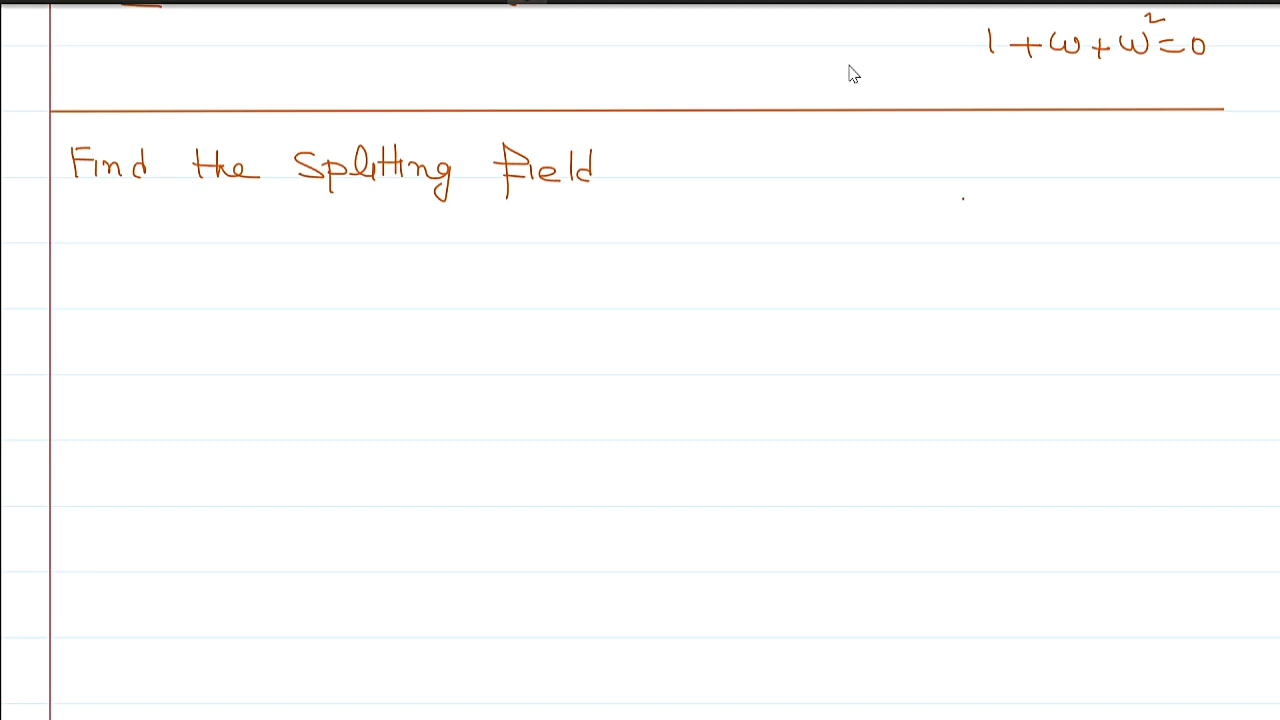 1 + ω + ω² = 0
Find the Splitting Field